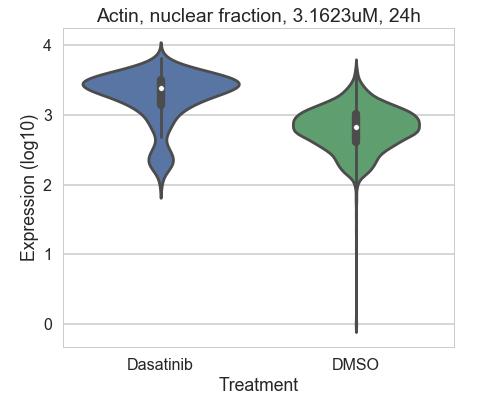 Actin, nuclear fraction, 3.1623uM, 24h
4
3
2
1
0
Expression (log10)
Dasatinib
DMSO
Treatment